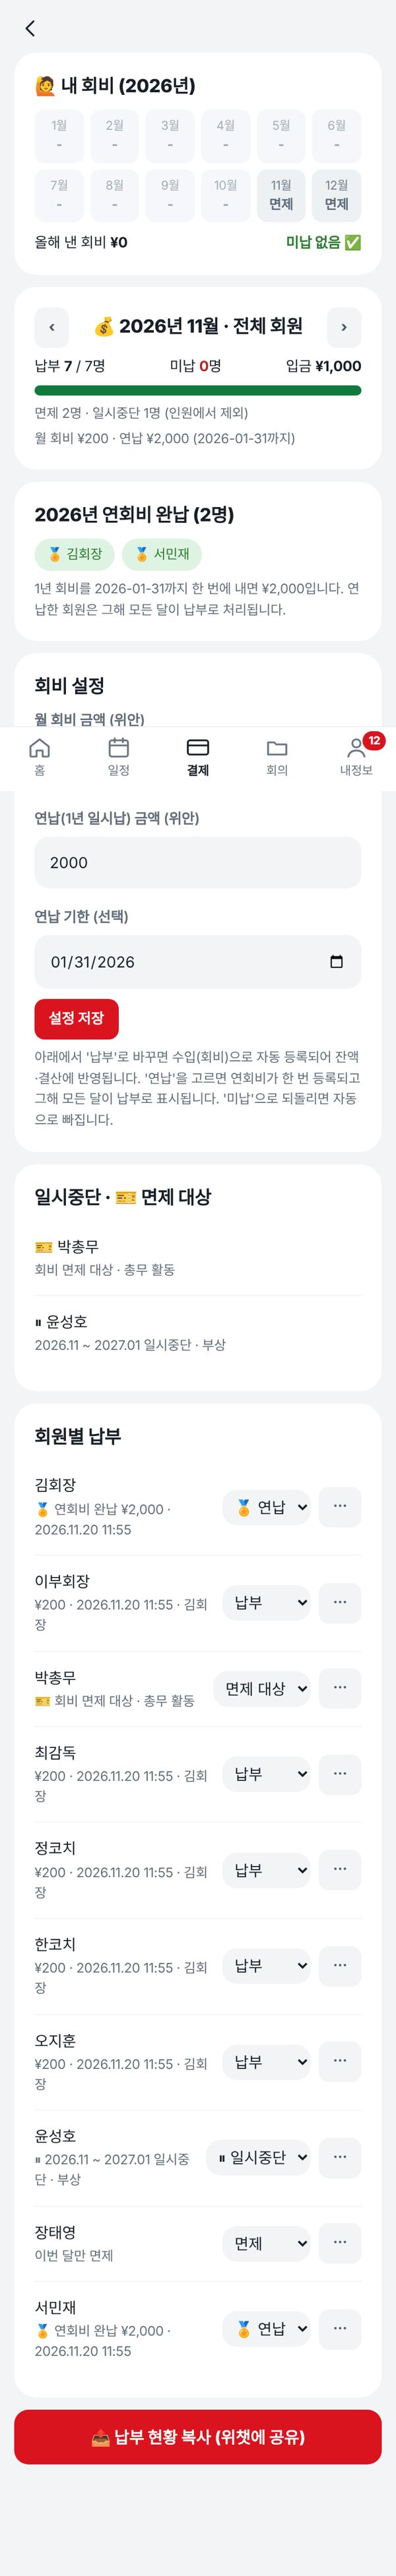 🙋 내 회비 (2026년)
1월 2월 3월 4월 5월 6월
- - - - - -
7월 8월 9월 10월 11월 12월
- - - - 면제 면제
올해 낸 회비 ¥0 미납 없음 ✅
‹ 💰 2026년 11월 · 전체 회원 ›
납부 7 / 7명 미납 0명 입금 ¥1,000
면제 2명 · 일시중단 1명 (인원에서 제외)
월 회비 ¥200 · 연납 ¥2,000 (2026-01-31까지)
2026년 연회비 완납 (2명)
🏅 김회장 🏅 서민재
1년 회비를 2026-01-31까지 한 번에 내면 ¥2,000입니다. 연
납한 회원은 그해 모든 달이 납부로 처리됩니다.
회비 설정
월 회비 금액 (위안)
12
홈 일정 결제 회의 내정보
연납(1년 일시납) 금액 (위안)
2000
연납 기한 (선택)
01/31/2026
설정 저장
아래에서 '납부'로 바꾸면 수입(회비)으로 자동 등록되어 잔액
·결산에 반영됩니다. '연납'을 고르면 연회비가 한 번 등록되고
그해 모든 달이 납부로 표시됩니다. '미납'으로 되돌리면 자동
으로 빠집니다.
일시중단 · 🎫 면제 대상
🎫 박총무
회비 면제 대상 · 총무 활동
⏸ 윤성호
2026.11 ~ 2027.01 일시중단 · 부상
회원별 납부
김회장
🏅 연회비 완납 ¥2,000 ·
2026.11.20 11:55
🏅 연납 ···
이부회장
¥200 · 2026.11.20 11:55 · 김회
장
납부 ···
박총무
🎫 회비 면제 대상 · 총무 활동
면제 대상 ···
최감독
¥200 · 2026.11.20 11:55 · 김회
장
납부 ···
정코치
¥200 · 2026.11.20 11:55 · 김회
장
납부 ···
한코치
¥200 · 2026.11.20 11:55 · 김회
장
납부 ···
오지훈
¥200 · 2026.11.20 11:55 · 김회
장
납부 ···
윤성호
⏸ 2026.11 ~ 2027.01 일시중
단 · 부상
⏸ 일시중단 ···
장태영
이번 달만 면제
면제 ···
서민재
🏅 연회비 완납 ¥2,000 ·
2026.11.20 11:55
🏅 연납 ···
📤 납부 현황 복사 (위챗에 공유)